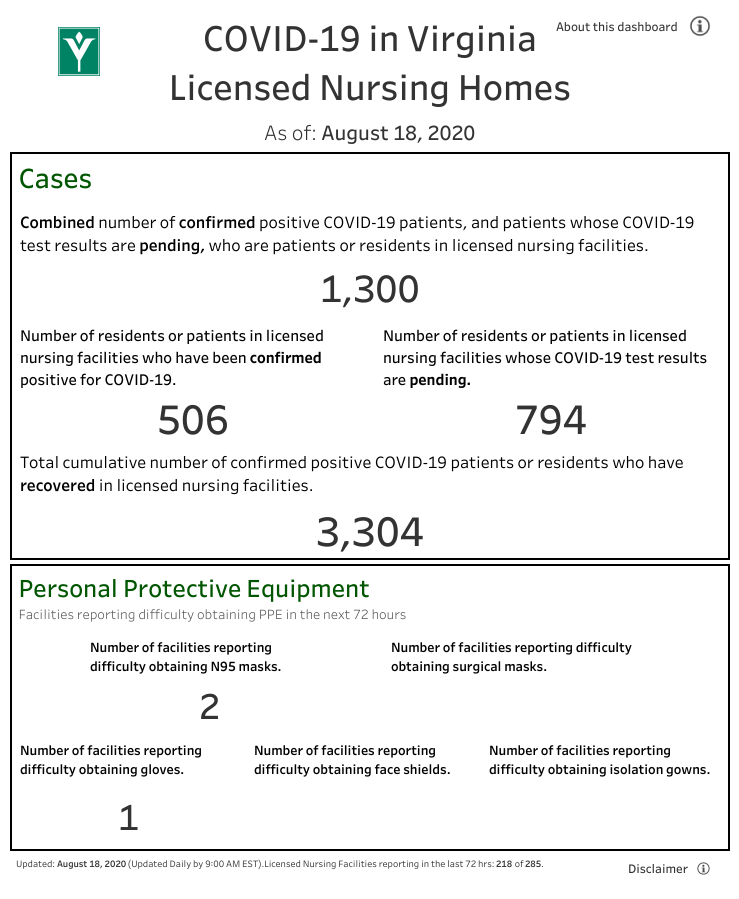 COVID-19 in Virginia
Licensed Nursing Homes
About this dashboard
As of: August 18, 2020
Cases
Combined number of confirmed positive COVID-19 patients, and patients whose COVID-19
test results are pending, who are patients or residents in licensed nursing facilities.
1,300
Number of residents or patients in licensed
nursing facilities who have been confirmed
positive for COVID-19.
506
Number of residents or patients in licensed
nursing facilities whose COVID-19 test results
are pending.
794
Total cumulative number of confirmed positive COVID-19 patients or residents who have
recovered in licensed nursing facilities.
3,304
Personal Protective Equipment
Facilities reporting difficulty obtaining PPE in the next 72 hours
Number of facilities reporting
difficulty obtaining N95 masks.
2
Number of facilities reporting difficulty
obtaining surgical masks.
Number of facilities reporting
difficulty obtaining gloves.
1
Number of facilities reporting
difficulty obtaining face shields.
Number of facilities reporting
difficulty obtaining isolation gowns.
Updated: August 18, 2020 (Updated Daily by 9:00 AM EST).Licensed Nursing Facilities reporting in the last 72 hrs: 218 of 285.
Disclaimer